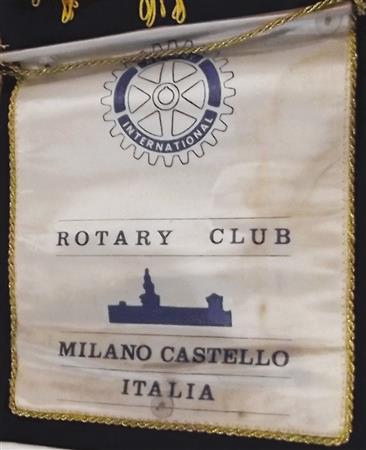 INTERNATIONAL
ROTARY CLUB
MILANO CASTELLO
ITALIA